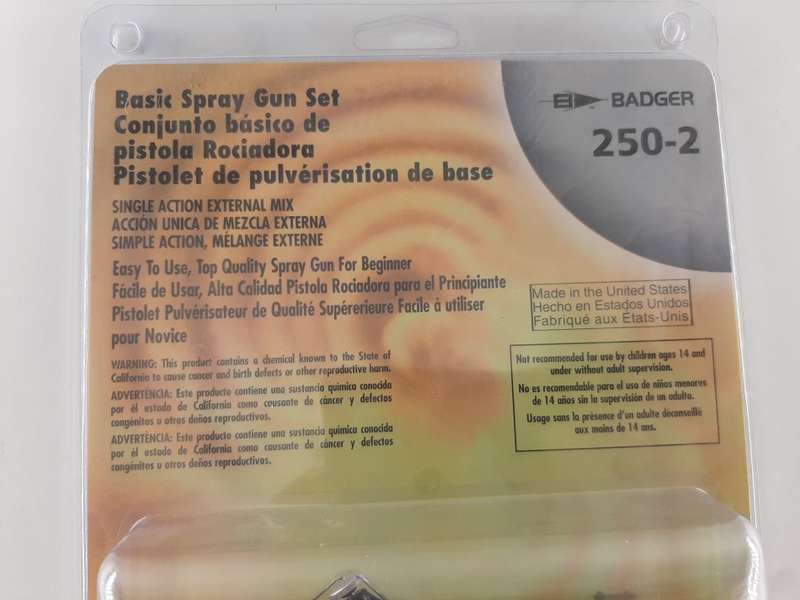 Basic Spray Gun Set
Conjunto básico de
pistola Rociadora
Pistolet de pulvérisation de base
SINGLE ACTION EXTERNAL MIX
ACCIÓN UNICA DE MEZCLA EXTERNA
SIMPLE ACTION, MÉLANGE EXTERNE
Easy To Use, Top Quality Spray Gun For Beginner
Fácile de Usar, Alta Calidad Pistola Rociadora para el Principiante
Pistolet Pulvérisateur de Qualité Supérerieure Facile à utiliser
pour Novice
WARNING: This product contains a chemical known to the State of
California to cause cancer and birth defects or other reproductive harm.
ADVERTENCIA: Este producto contiene una sustancia quimica conocida
por él estado de California como causante de cáncer y defectos
congénitos u otros deños reproductivos.
ADVERTENCIA: Este producto contiene una sustancia quimica conocida
por él estado de California como causante de cáncer y defectos
congénitos u otros deños reproductivos.
BADGER
250-2
Made in the United States
Hecho en Estados Unidos
Fabriqué aux États-Unis
Not recommended for use by children ages 14 and
under without adult supervision.
No es recomendable para el uso de niños menores
de 14 años sin la supervisión de un adulto.
Usage sans la présence d'un adulte déconseillé
aux moins de 14 ans.